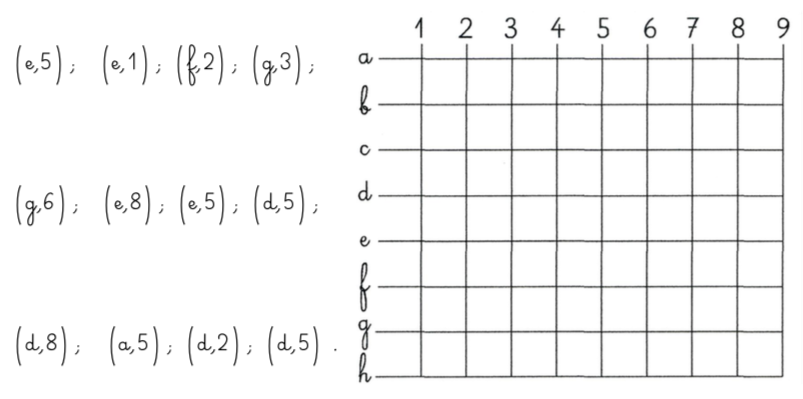 (e,5) ; (e,1) ; (f,2) ; (g,3) ;
(g,6) ; (e,8) ; (e,5) ; (d,5) ;
(d,8) ; (a,5) ; (d,2) ; (d,5) .
1 2 3 4 5 6 7 8 9
a
b
c
d
e
f
g
h